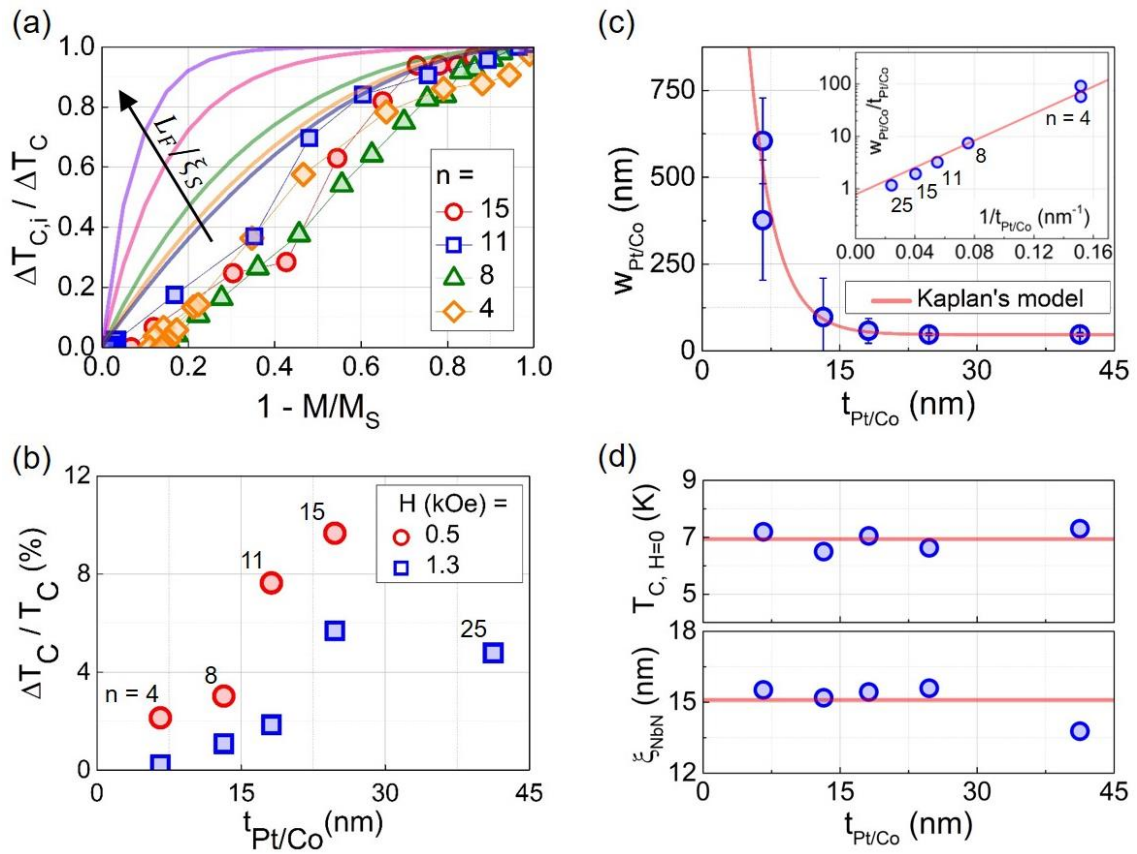 (a)
ΔT_C,i / ΔT_C
1.0
0.8
0.6
0.4
0.2
0.0
L_F/ξ_S
n =
15
11
8
4
0.0 0.2 0.4 0.6 0.8 1.0
1 - M/M_S
(b)
ΔT_C / T_C (%)
12
8
4
0
n = 4
8
11
15
25
H (kOe) =
0.5
1.3
0 15 30 45
t_Pt/Co (nm)
(c)
w_Pt/Co (nm)
750
500
250
0
w_Pt/Co/t_Pt/Co
100
10
1
n = 4
8
11
15
25
1/t_Pt/Co (nm⁻¹)
0.00 0.04 0.08 0.12 0.16
Kaplan's model
0 15 30 45
t_Pt/Co (nm)
(d)
T_C, H=0 (K)
9
7
5
ξ_NbN (nm)
18
15
12
0 15 30 45
t_Pt/Co (nm)